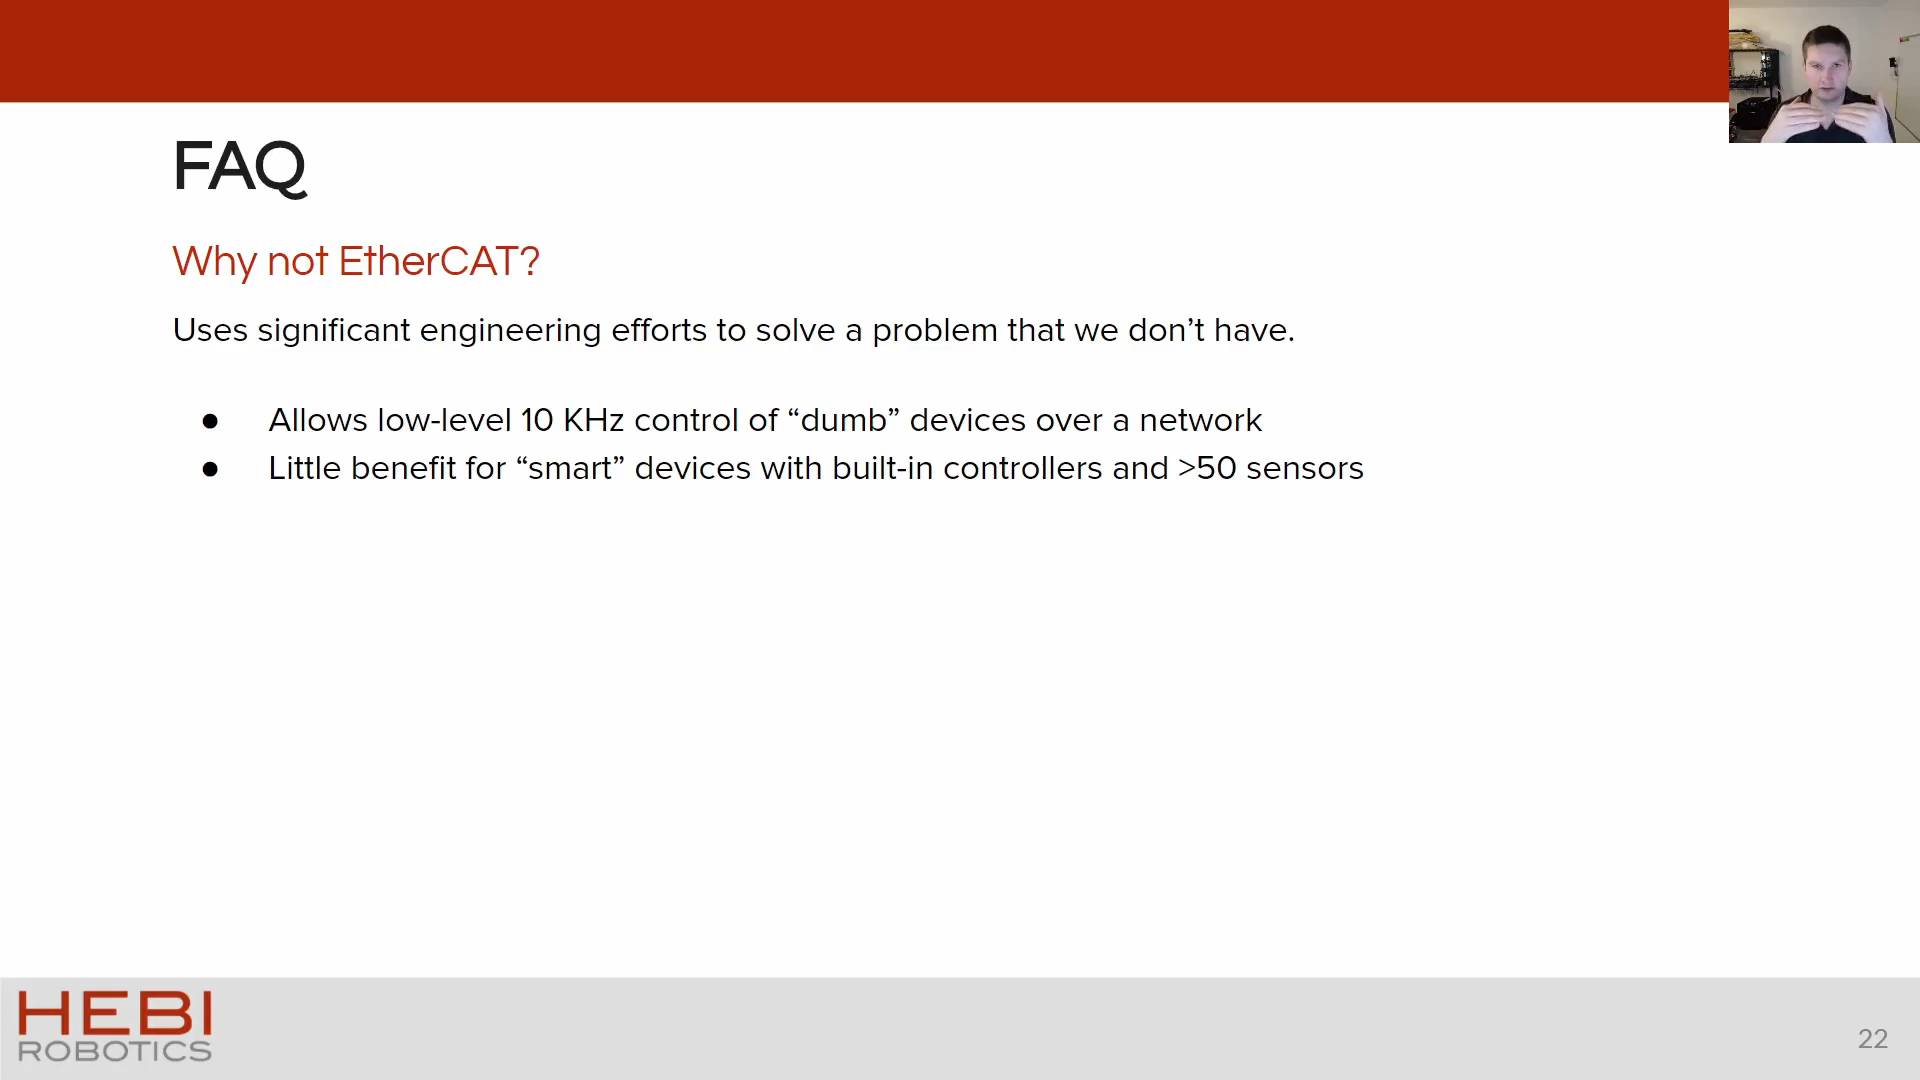 FAQ
Why not EtherCAT?
Uses significant engineering efforts to solve a problem that we don’t have.
● Allows low-level 10 KHz control of “dumb” devices over a network
● Little benefit for “smart” devices with built-in controllers and >50 sensors
HEBI
ROBOTICS
22